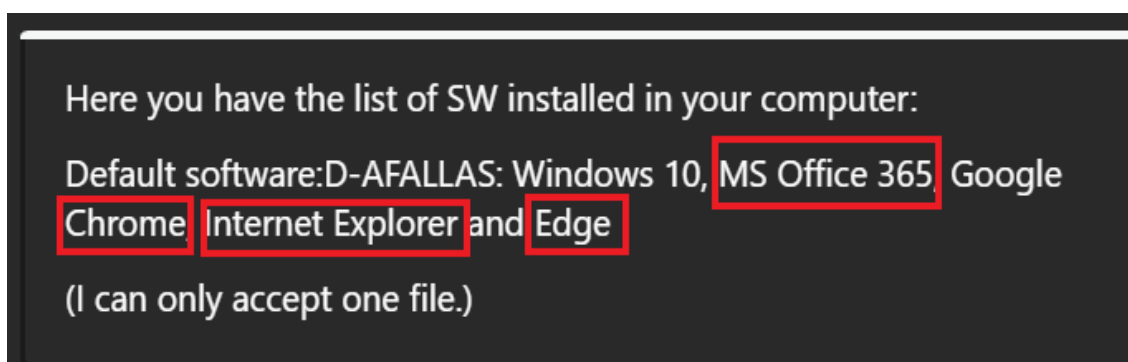 Here you have the list of SW installed in your computer:
Default software:D-AFALLAS: Windows 10, MS Office 365, Google
Chrome, Internet Explorer and Edge
(I can only accept one file.)